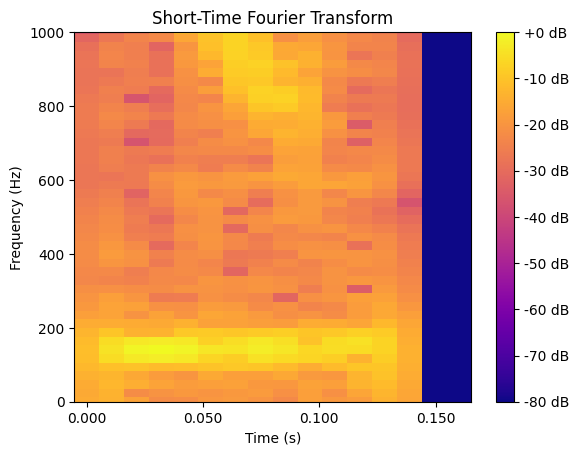 Short-Time Fourier Transform
1000
800
600
400
200
0
Frequency (Hz)
0.000
0.050
0.100
0.150
Time (s)
+0 dB
-10 dB
-20 dB
-30 dB
-40 dB
-50 dB
-60 dB
-70 dB
-80 dB